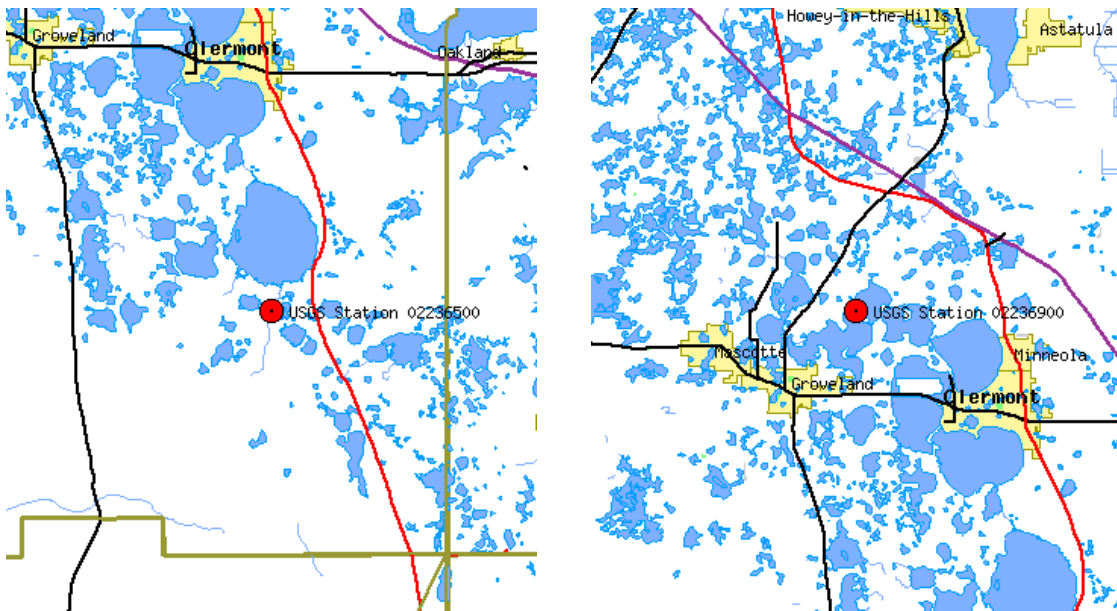 Groveland
Clermont
Oakland
USGS Station 02236500
Howey-in-the-Hills
Astatula
USGS Station 02236900
Mascotte
Minneola
Groveland
Clermont